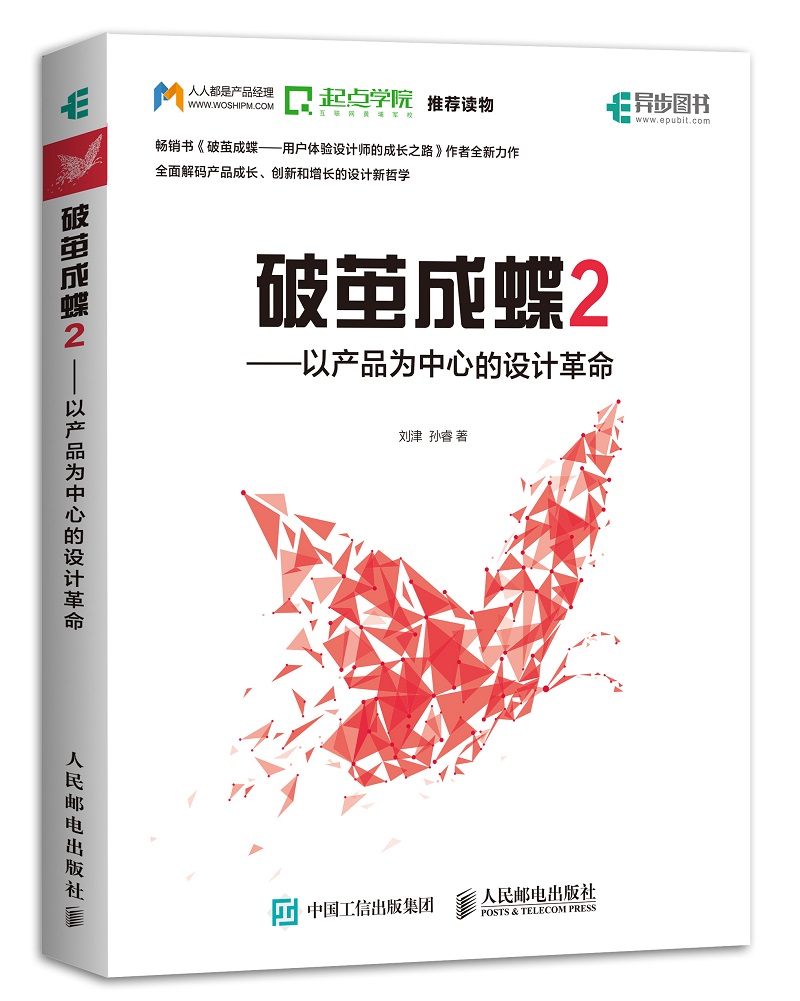 人人都是产品经理
WWW.WOSHIPM.COM
起点学院
互联网黄埔军校
推荐读物
异步图书
www.epubit.com
畅销书《破茧成蝶——用户体验设计师的成长之路》作者全新力作
全面解码产品成长、创新和增长的设计新哲学
破茧成蝶2
——以产品为中心的设计革命
刘津 孙睿 著
中国工信出版集团
人民邮电出版社
POSTS & TELECOM PRESS
破茧成蝶2
——以产品为中心的设计革命
人民邮电出版社